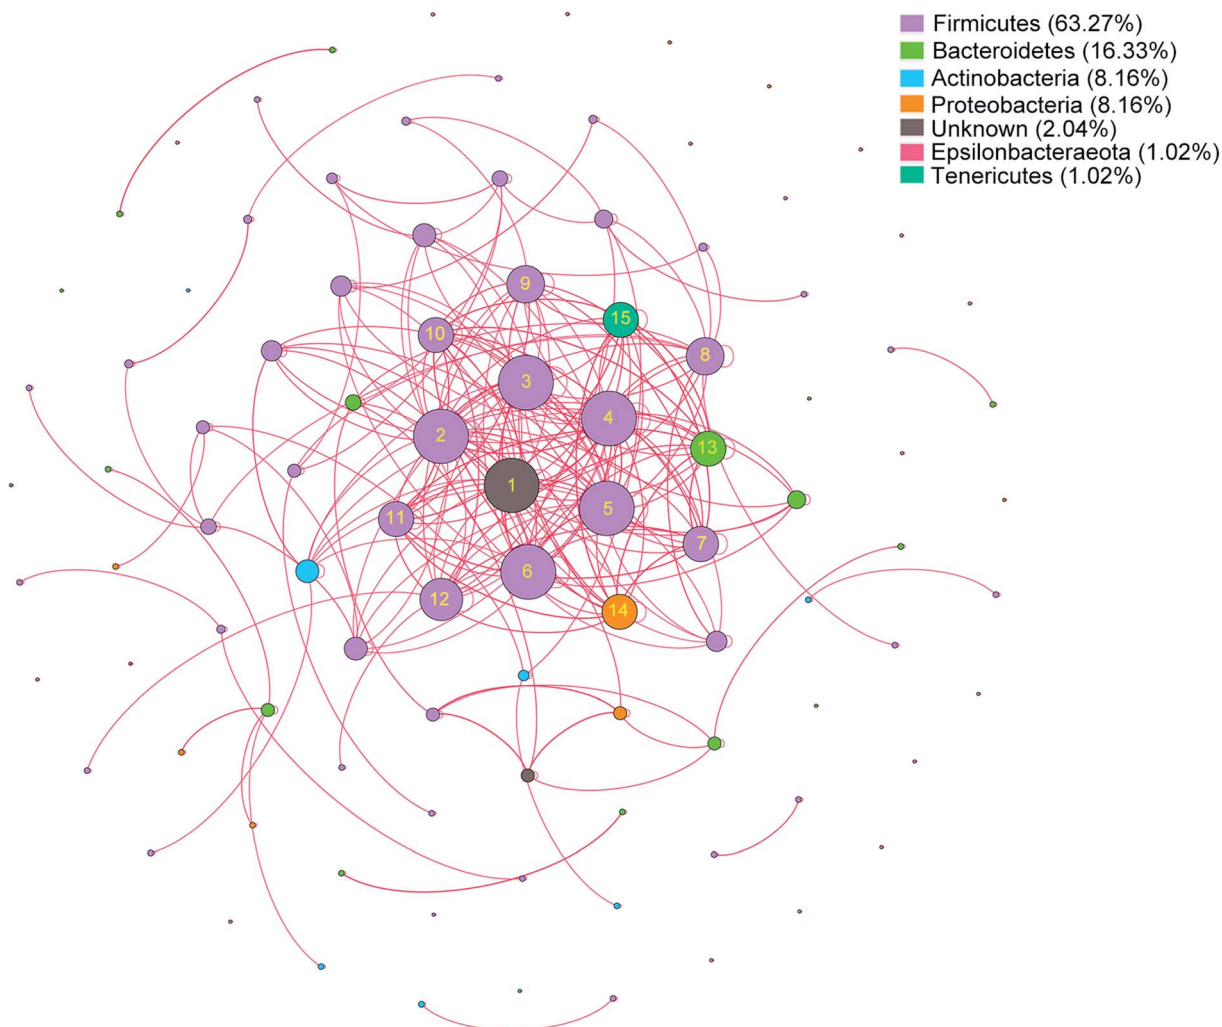 Firmicutes (63.27%)
Bacteroidetes (16.33%)
Actinobacteria (8.16%)
Proteobacteria (8.16%)
Unknown (2.04%)
Epsilonbacteraeota (1.02%)
Tenericutes (1.02%)
9
15
10
8
3
4
2
13
1
5
11
7
6
12
14